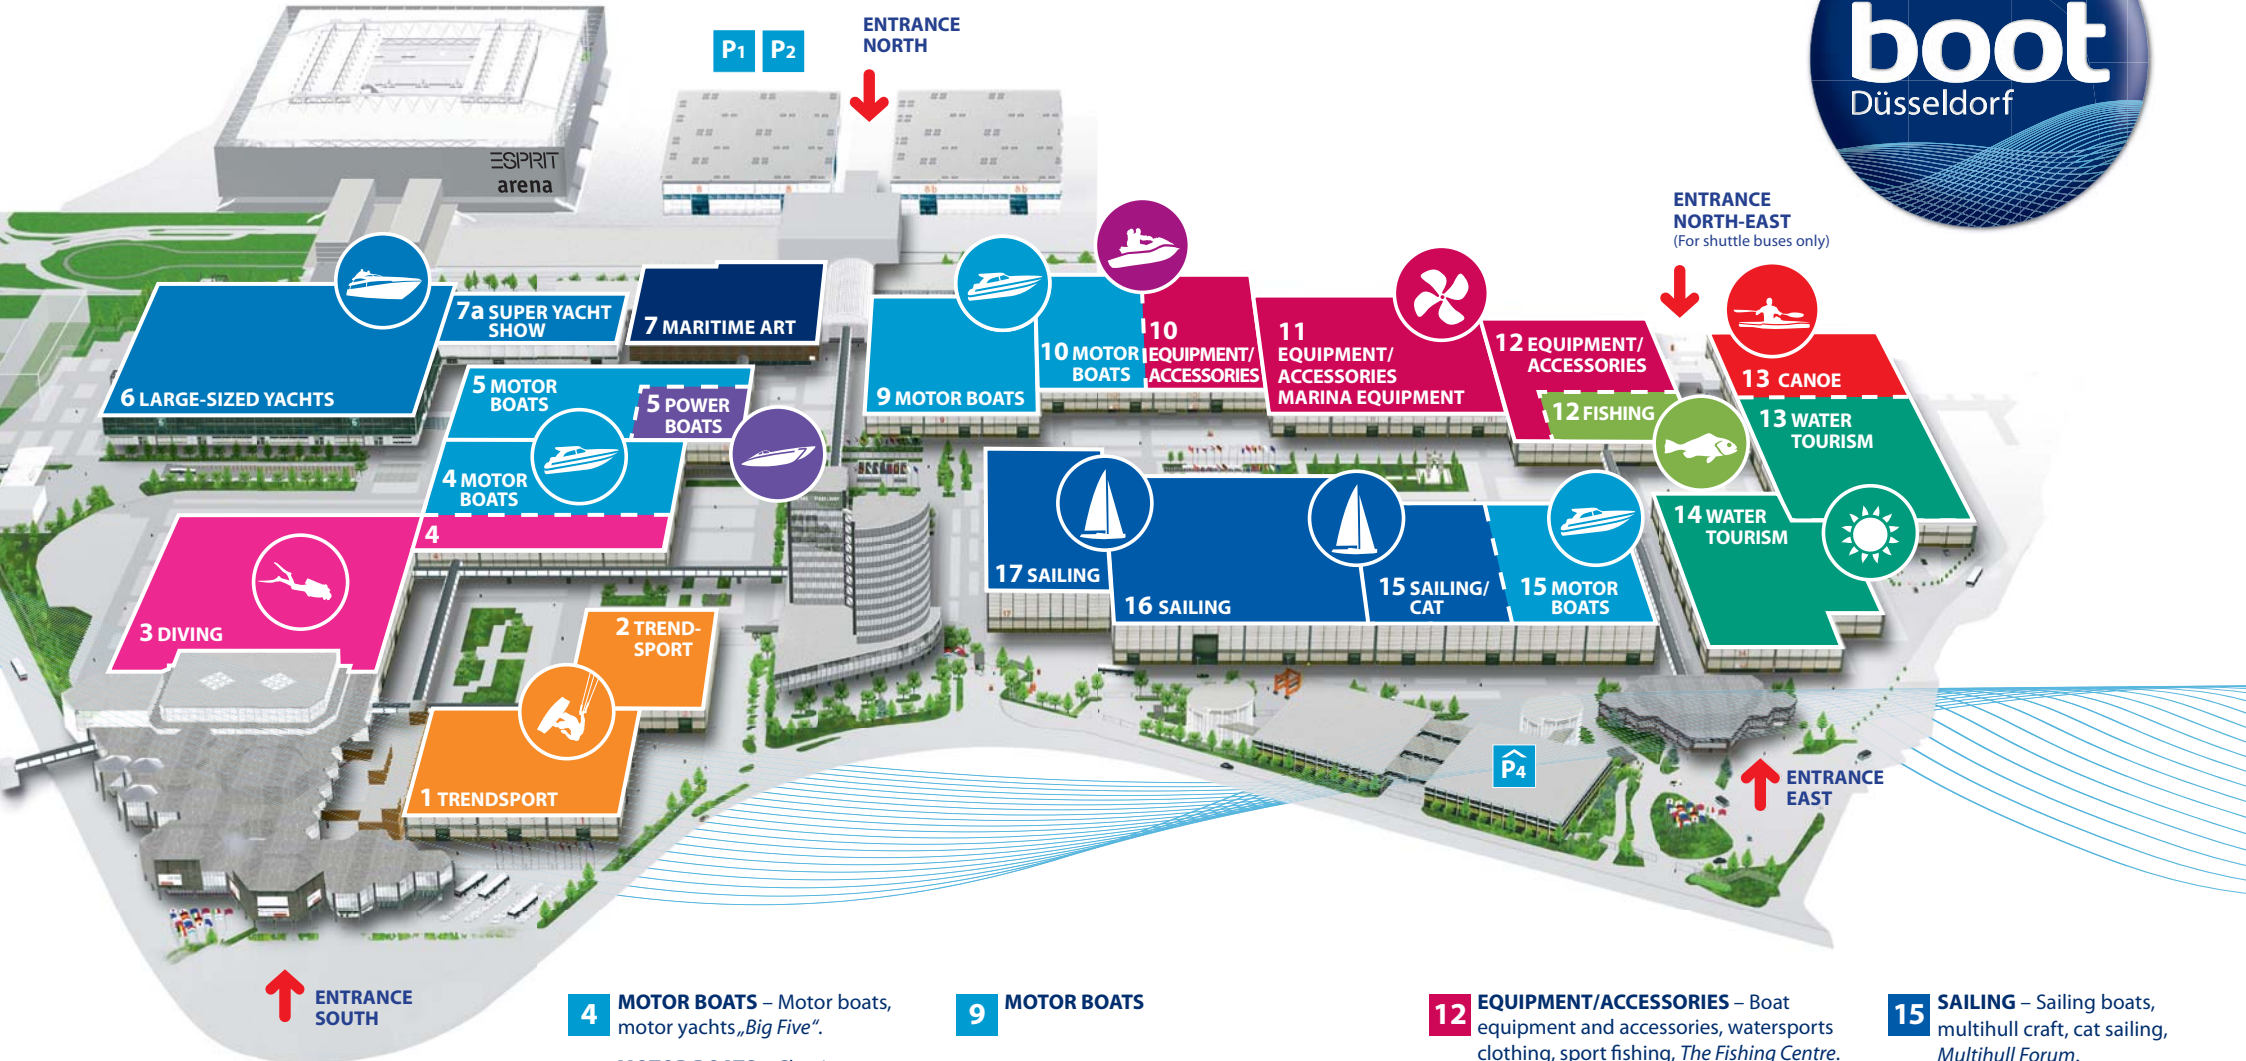 boot
Düsseldorf
P1 P2
ENTRANCE
NORTH
ESPRIT
arena
8 8
8b 8b
ENTRANCE
NORTH-EAST
(For shuttle buses only)
7a SUPER YACHT
SHOW
7 MARITIME ART
6 LARGE-SIZED YACHTS
5 MOTOR
BOATS
5 POWER
BOATS
4 MOTOR
BOATS
4
3 DIVING
2 TREND-
SPORT
1 TRENDSPORT
9 MOTOR BOATS
10 MOTOR
BOATS
10
EQUIPMENT/
ACCESSORIES
11
EQUIPMENT/
ACCESSORIES
MARINA EQUIPMENT
12 EQUIPMENT/
ACCESSORIES
12 FISHING
13 CANOE
13 WATER
TOURISM
14 WATER
TOURISM
17 SAILING
16 SAILING
15 SAILING/
CAT
15 MOTOR
BOATS
P4
ENTRANCE
EAST
ENTRANCE
SOUTH
4 MOTOR BOATS – Motor boats,
motor yachts „Big Five“.
9 MOTOR BOATS
12 EQUIPMENT/ACCESSORIES – Boat
equipment and accessories, watersports
clothing, sport fishing, The Fishing Centre.
15 SAILING – Sailing boats,
multihull craft, cat sailing,
Multihull Forum.